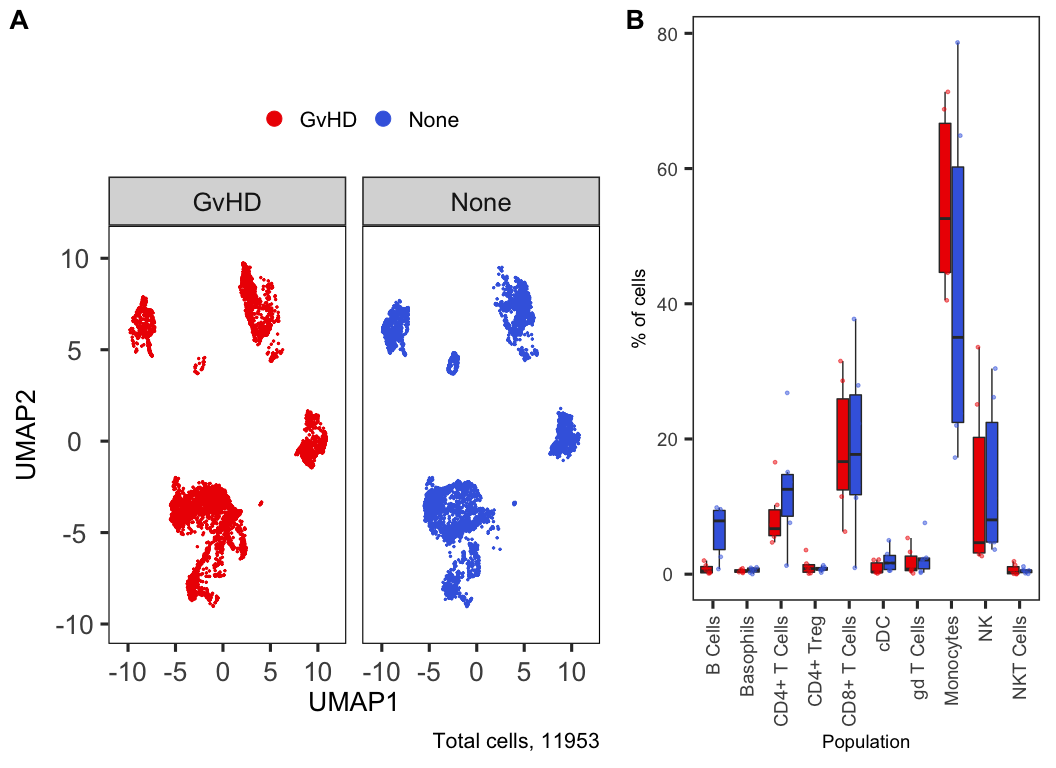 A
GvHD None
GvHD None
10
5
0
-5
-10
UMAP2
-10 -5 0 5 10 -10 -5 0 5 10
UMAP1
Total cells, 11953
B
80
60
40
20
0
% of cells
B Cells
Basophils
CD4+ T Cells
CD4+ Treg
CD8+ T Cells
cDC
gd T Cells
Monocytes
NK
NKT Cells
Population